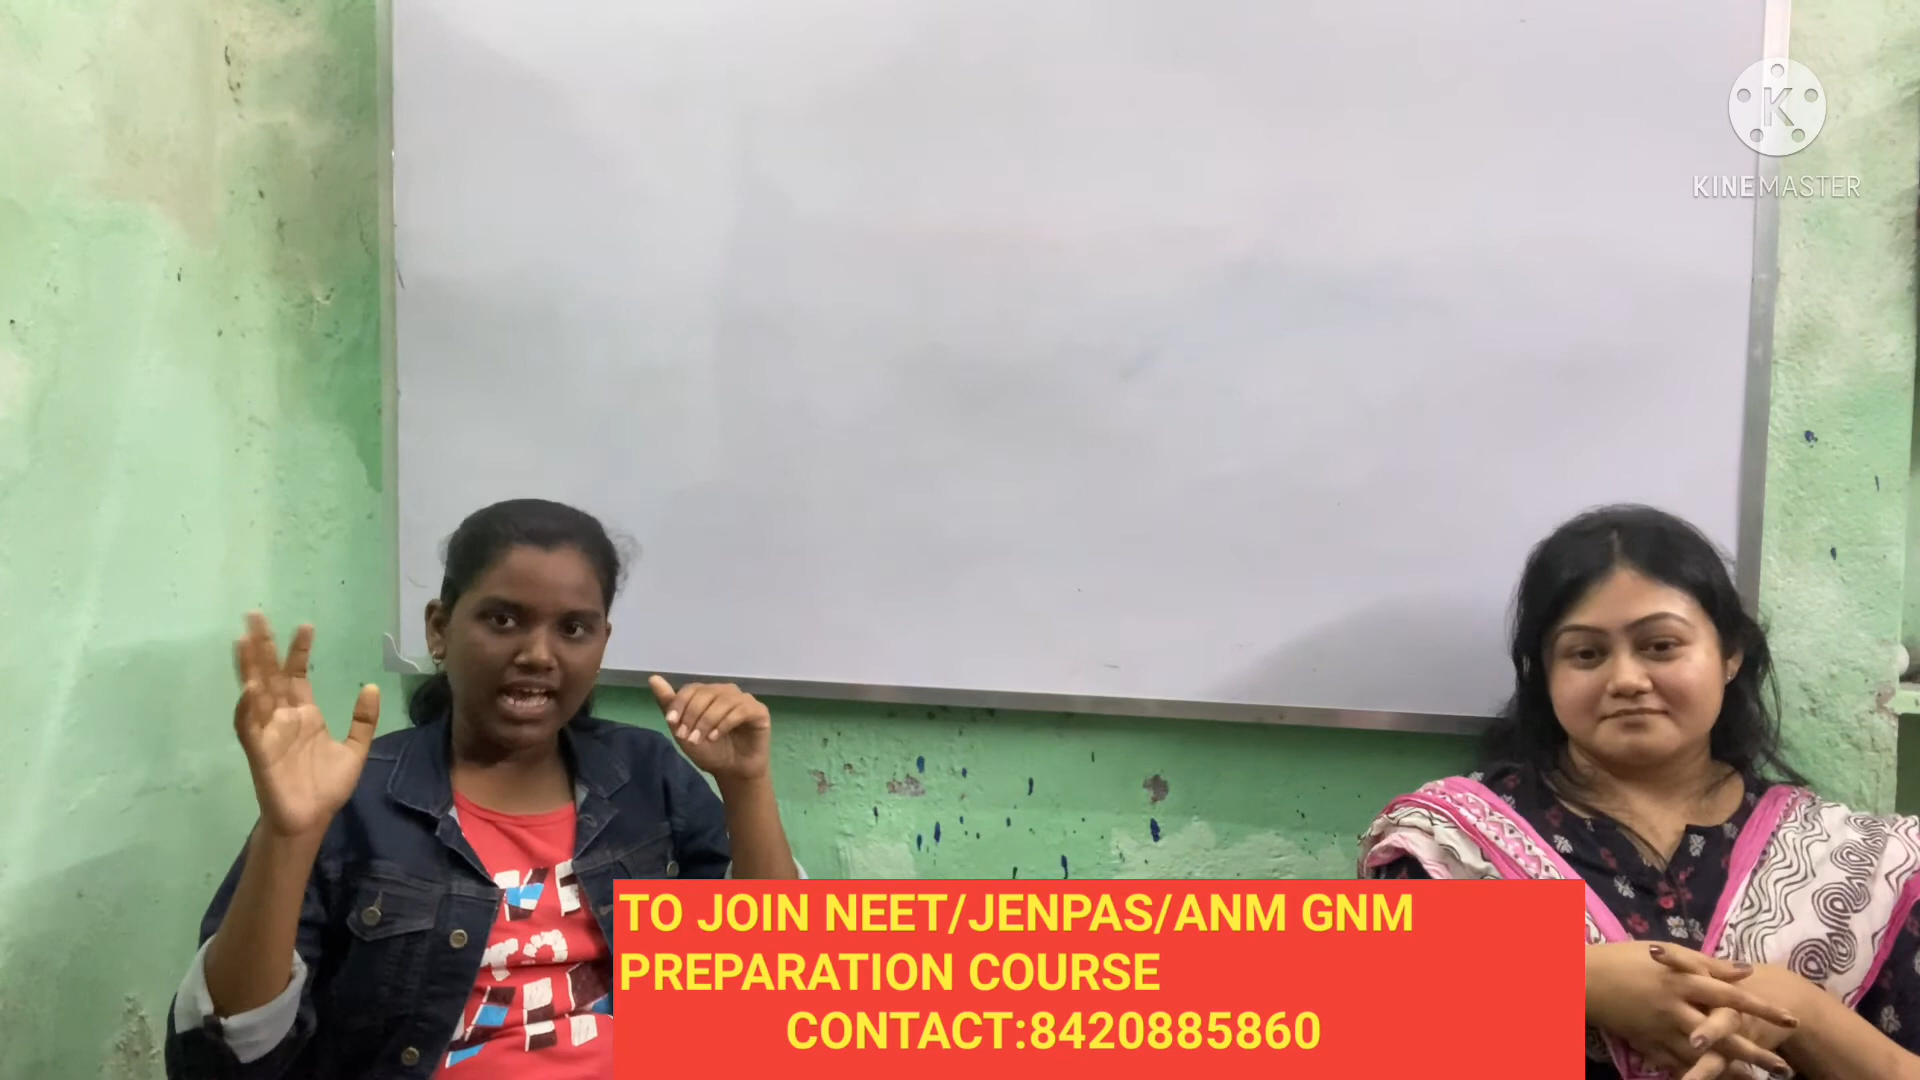 K
KINEMASTER
TO JOIN NEET/JENPAS/ANM GNM
PREPARATION COURSE
CONTACT:8420885860